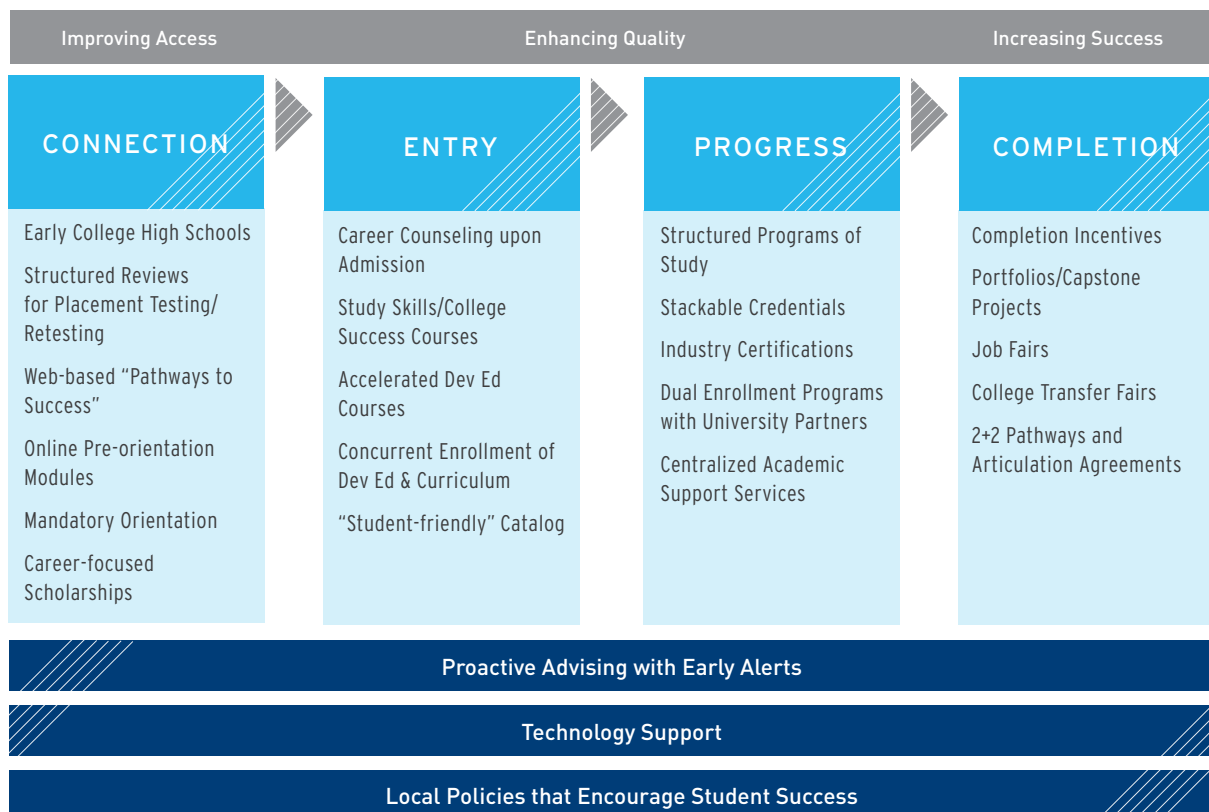 Improving Access
Enhancing Quality
Increasing Success
CONNECTION
Early College High Schools
Structured Reviews
for Placement Testing/
Retesting
Web-based “Pathways to
Success”
Online Pre-orientation
Modules
Mandatory Orientation
Career-focused
Scholarships
ENTRY
Career Counseling upon
Admission
Study Skills/College
Success Courses
Accelerated Dev Ed
Courses
Concurrent Enrollment of
Dev Ed & Curriculum
“Student-friendly” Catalog
PROGRESS
Structured Programs of
Study
Stackable Credentials
Industry Certifications
Dual Enrollment Programs
with University Partners
Centralized Academic
Support Services
COMPLETION
Completion Incentives
Portfolios/Capstone
Projects
Job Fairs
College Transfer Fairs
2+2 Pathways and
Articulation Agreements
Proactive Advising with Early Alerts
Technology Support
Local Policies that Encourage Student Success